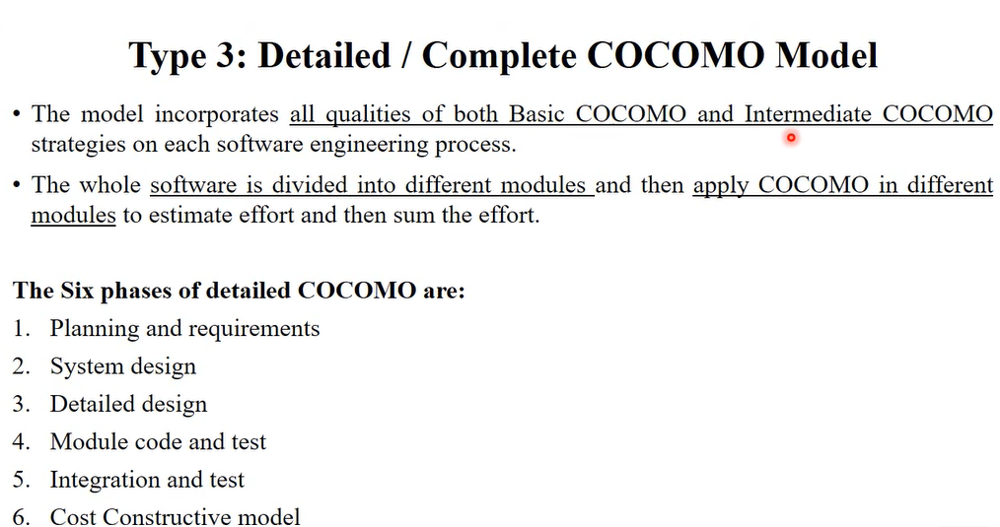 Type 3: Detailed / Complete COCOMO Model
• The model incorporates all qualities of both Basic COCOMO and Intermediate COCOMO
strategies on each software engineering process.
• The whole software is divided into different modules and then apply COCOMO in different
modules to estimate effort and then sum the effort.
The Six phases of detailed COCOMO are:
1. Planning and requirements
2. System design
3. Detailed design
4. Module code and test
5. Integration and test
6. Cost Constructive model